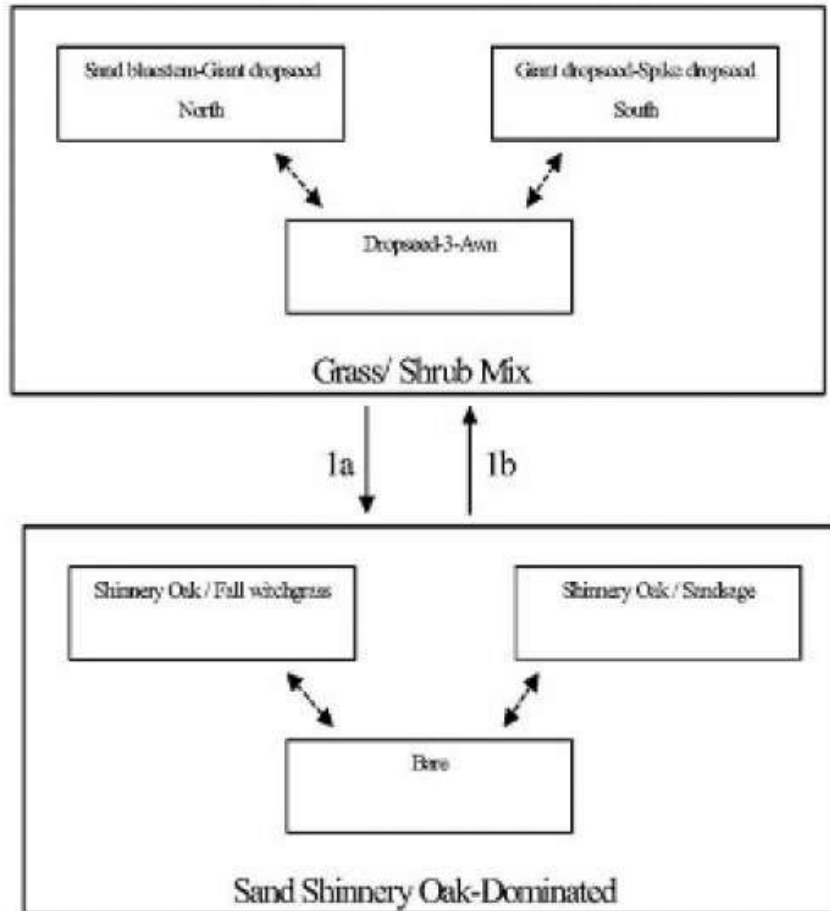 Sand bluestem-Giant dropseed
North
Giant dropseed-Spike dropseed
South
Dropseed-3-Awn
Grass/ Shrub Mix
1a
1b
Shinnery Oak / Fall witchgrass
Shinnery Oak / Sandsage
Bare
Sand Shinnery Oak-Dominated